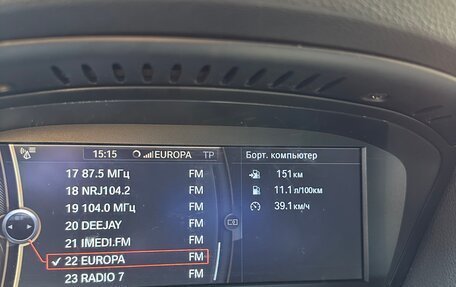 15:15 EUROPA TP
17 87.5 МГц FM
18 NRJ104.2 FM
19 104.0 МГц FM
20 DEEJAY FM
21 IMEDI.FM FM
22 EUROPA FM
23 RADIO 7 FM
Борт. компьютер
151 км
11.1 л/100км
39.1 км/ч